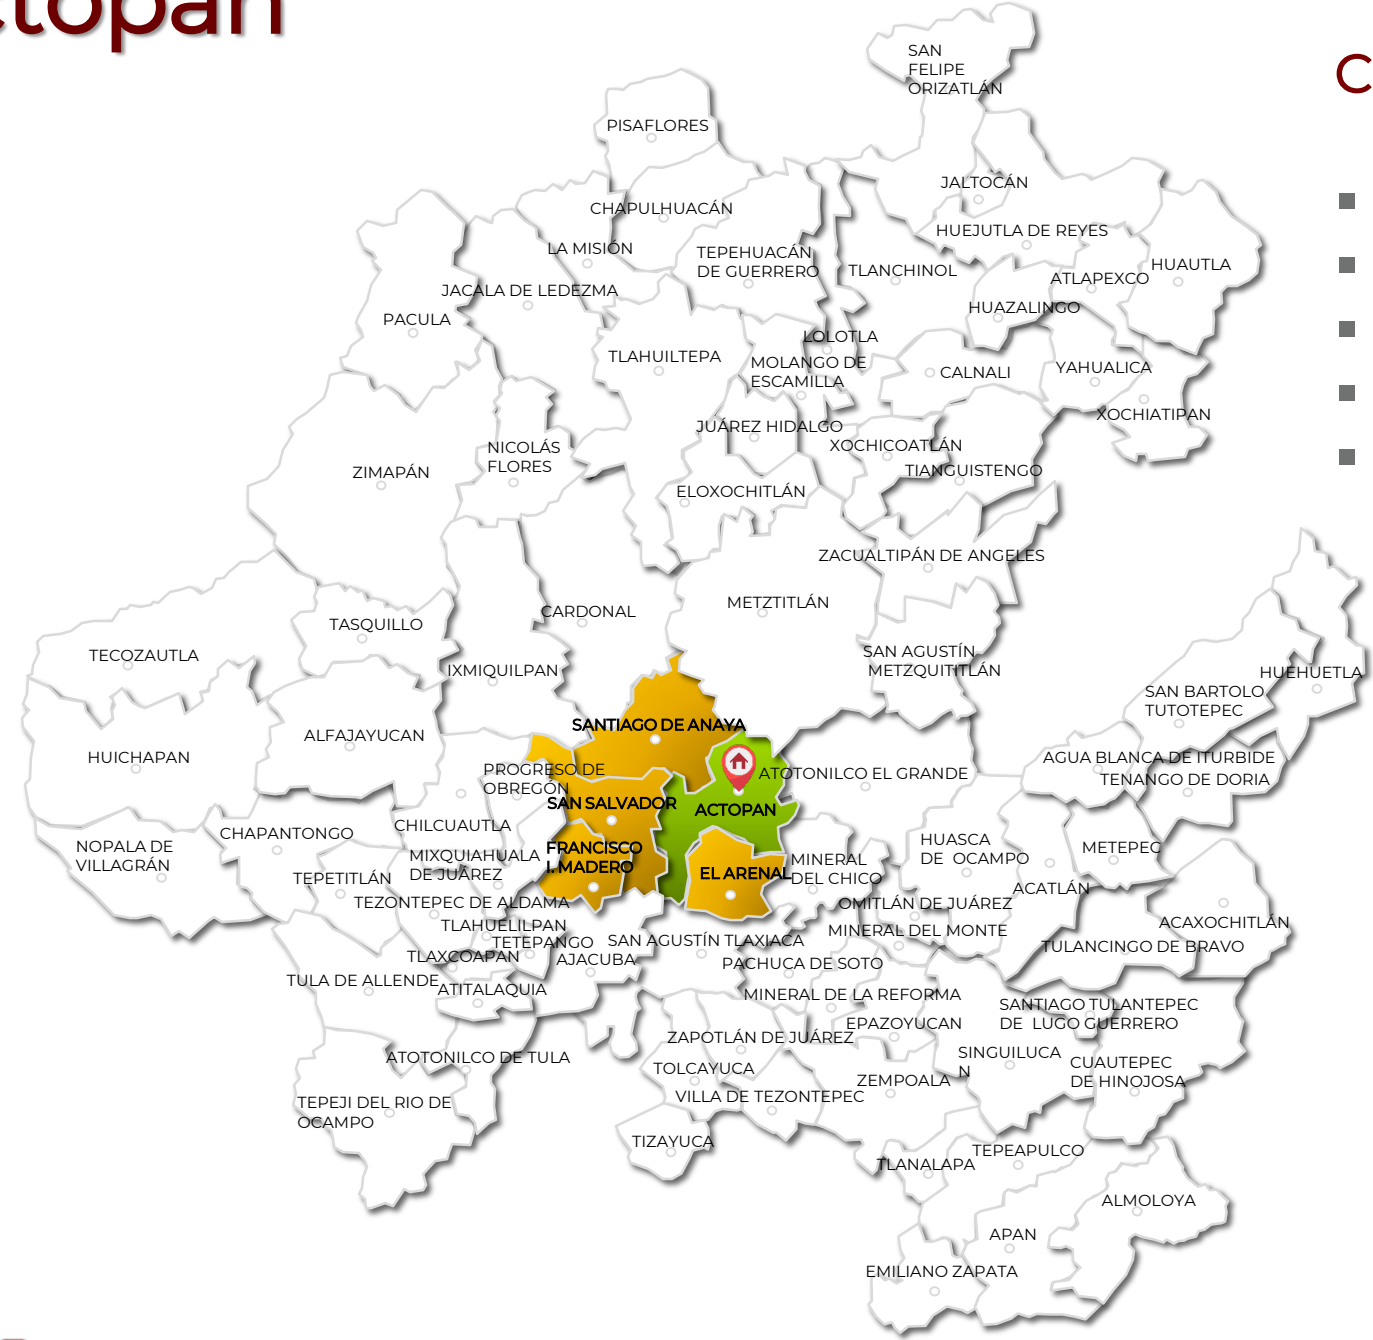 ctopan
C
SAN
FELIPE
ORIZATLÁN
PISAFLORES
JALTOCÁN
CHAPULHUACÁN
HUEJUTLA DE REYES
LA MISIÓN
TEPEHUACÁN
DE GUERRERO
TLANCHINOL
HUAUTLA
ATLAPEXCO
JACALA DE LEDEZMA
HUAZALINGO
PACULA
LOLOTLA
TLAHUILTEPA
MOLANGO DE
ESCAMILLA
CALNALI
YAHUALICA
XOCHIATIPAN
JUÁREZ HIDALGO
XOCHICOATLÁN
NICOLÁS
FLORES
ZIMAPÁN
TIANGUISTENGO
ELOXOCHITLÁN
ZACUALTIPÁN DE ANGELES
METZTITLÁN
CARDONAL
TASQUILLO
TECOZAUTLA
SAN AGUSTÍN
METZQUITITLÁN
IXMIQUILPAN
HUEHUETLA
SAN BARTOLO
TUTOTEPEC
SANTIAGO DE ANAYA
ALFAJAYUCAN
HUICHAPAN
AGUA BLANCA DE ITURBIDE
PROGRESO DE
OBREGÓN
ATOTONILCO EL GRANDE
TENANGO DE DORIA
SAN SALVADOR
ACTOPAN
CHILCUAUTLA
CHAPANTONGO
NOPALA DE
VILLAGRÁN
HUASCA
DE OCAMPO
METEPEC
FRANCISCO
I. MADERO
MIXQUIAHUALA
DE JUÁREZ
EL ARENAL
MINERAL
DEL CHICO
TEPETITLÁN
ACATLÁN
TEZONTEPEC DE ALDAMA
OMITLÁN DE JUÁREZ
ACAXOCHITLÁN
TLAHUELILPAN
MINERAL DEL MONTE
TETEPANGO
SAN AGUSTÍN TLAXIACA
TULANCINGO DE BRAVO
TLAXCOAPAN
AJACUBA
PACHUCA DE SOTO
TULA DE ALLENDE
ATITALAQUIA
MINERAL DE LA REFORMA
SANTIAGO TULANTEPEC
DE LUGO GUERRERO
EPAZOYUCAN
ZAPOTLÁN DE JUÁREZ
ATOTONILCO DE TULA
SINGUILUCA
N
CUAUTEPEC
DE HINOJOSA
TOLCAYUCA
ZEMPOALA
VILLA DE TEZONTEPEC
TEPEJI DEL RIO DE
OCAMPO
TIZAYUCA
TEPEAPULCO
TLANALAPA
ALMOLOYA
APAN
EMILIANO ZAPATA